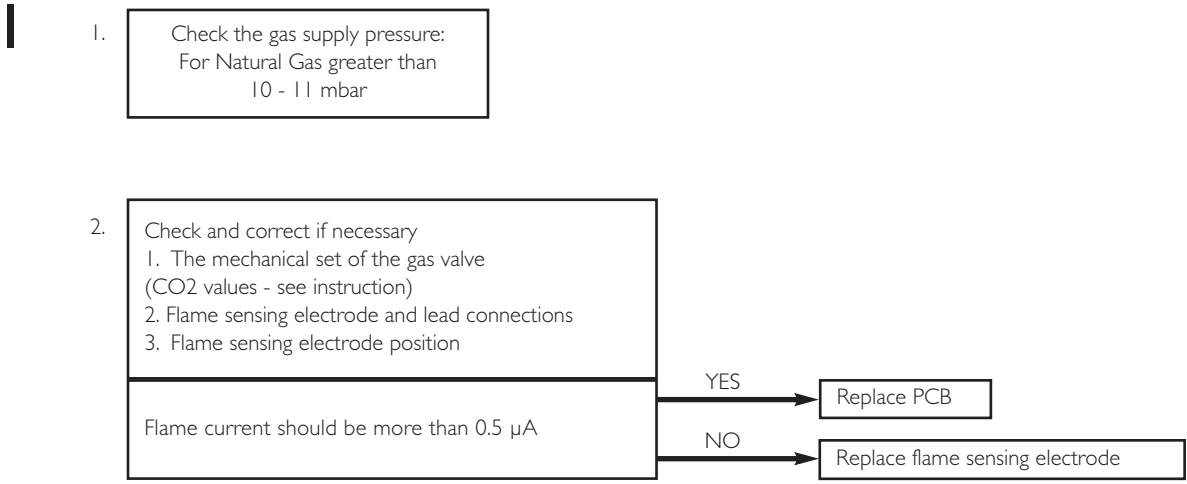 1.
Check the gas supply pressure:
For Natural Gas greater than
10 - 11 mbar
2.
Check and correct if necessary
1. The mechanical set of the gas valve
(CO2 values - see instruction)
2. Flame sensing electrode and lead connections
3. Flame sensing electrode position
Flame current should be more than 0.5 µA
YES
Replace PCB
NO
Replace flame sensing electrode